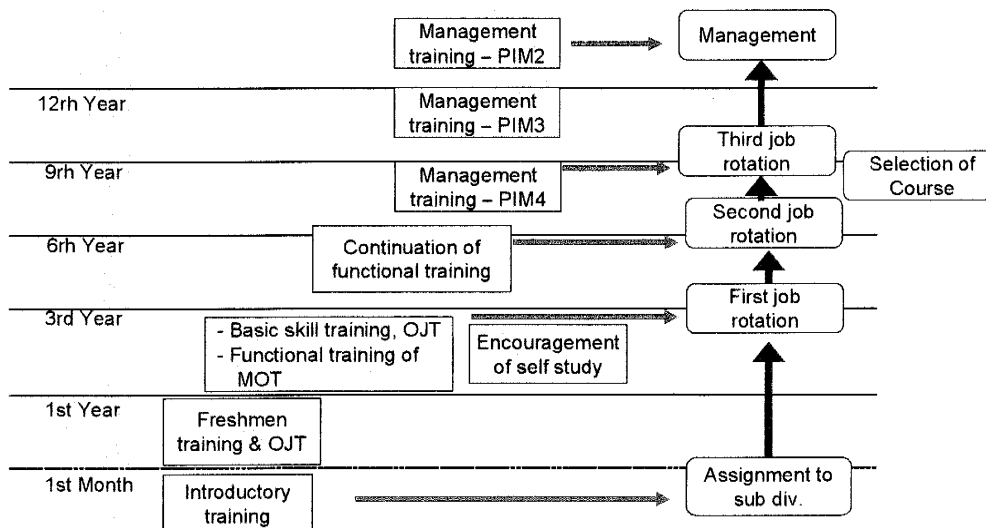 Management
training – PIM2
Management
12rh Year
Management
training – PIM3
Third job
rotation
9rh Year
Management
training – PIM4
Selection of
Course
Second job
rotation
6rh Year
Continuation of
functional training
First job
rotation
3rd Year
- Basic skill training, OJT
- Functional training of
MOT
Encouragement
of self study
1st Year
Freshmen
training & OJT
1st Month
Introductory
training
Assignment to
sub div.